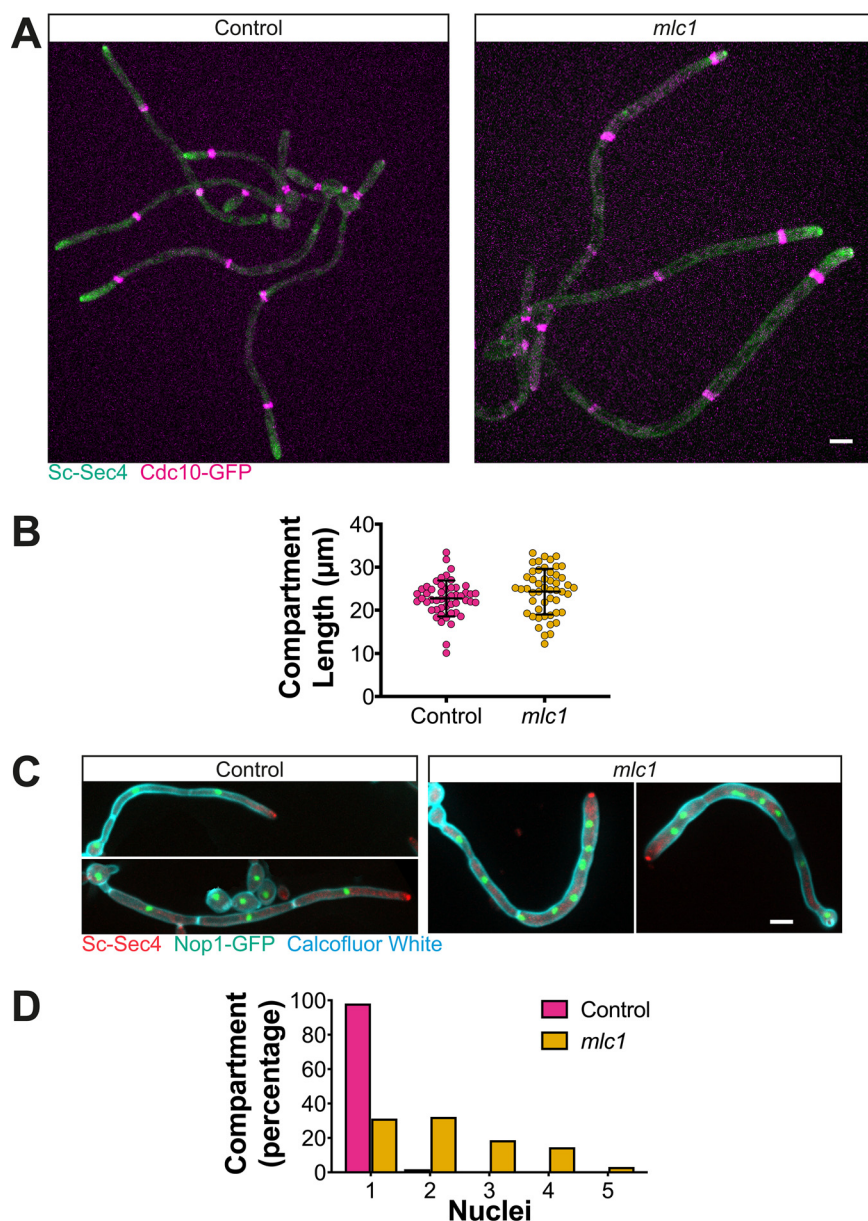 A
Control
mlc1
Sc-Sec4 Cdc10-GFP
B
Compartment
Length (µm)
40
30
20
10
0
Control
mlc1
C
Control
mlc1
Sc-Sec4 Nop1-GFP Calcofluor White
D
Compartment
(percentage)
100
80
60
40
20
0
Control
mlc1
1 2 3 4 5
Nuclei